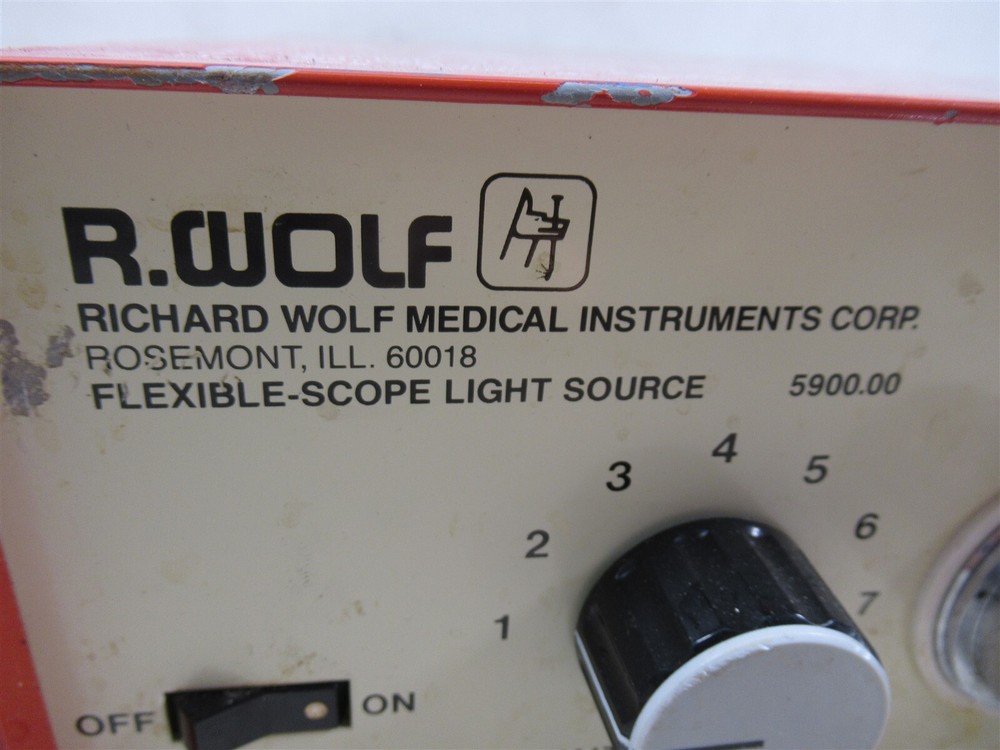 R.WOLF
RICHARD WOLF MEDICAL INSTRUMENTS CORP.
ROSEMONT, ILL. 60018
FLEXIBLE-SCOPE LIGHT SOURCE 5900.00
4
3 5
2 6
1 7
OFF ON